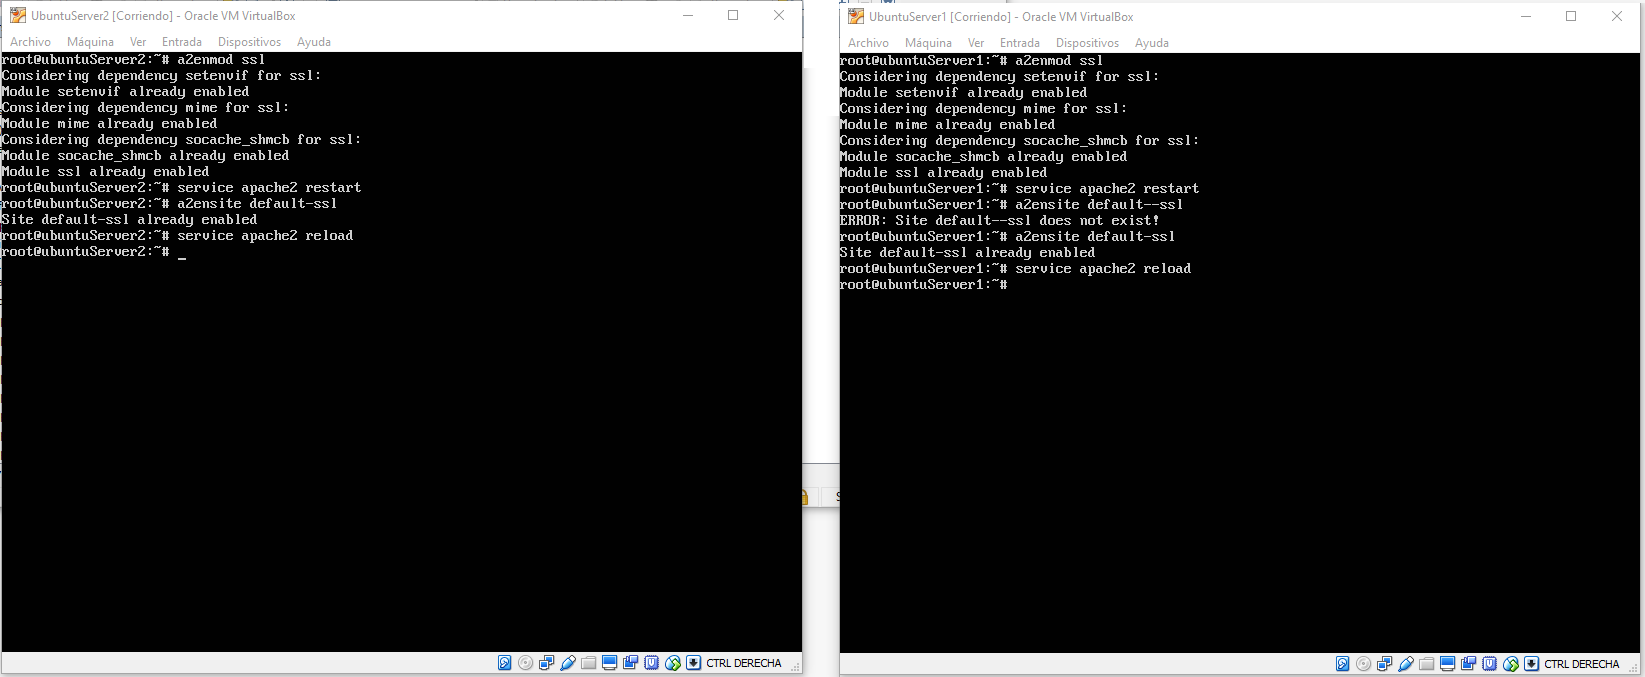 UbuntuServer2 [Corriendo] - Oracle VM VirtualBox
Archivo Máquina Ver Entrada Dispositivos Ayuda
root@ubuntuServer2:~# a2enmod ssl
Considering dependency setenvif for ssl:
Module setenvif already enabled
Considering dependency mime for ssl:
Module mime already enabled
Considering dependency socache_shmcb for ssl:
Module socache_shmcb already enabled
Module ssl already enabled
root@ubuntuServer2:~# service apache2 restart
root@ubuntuServer2:~# a2ensite default-ssl
Site default-ssl already enabled
root@ubuntuServer2:~# service apache2 reload
root@ubuntuServer2:~# _
CTRL DERECHA
UbuntuServer1 [Corriendo] - Oracle VM VirtualBox
Archivo Máquina Ver Entrada Dispositivos Ayuda
root@ubuntuServer1:~# a2enmod ssl
Considering dependency setenvif for ssl:
Module setenvif already enabled
Considering dependency mime for ssl:
Module mime already enabled
Considering dependency socache_shmcb for ssl:
Module socache_shmcb already enabled
Module ssl already enabled
root@ubuntuServer1:~# service apache2 restart
root@ubuntuServer1:~# a2ensite default--ssl
ERROR: Site default--ssl does not exist!
root@ubuntuServer1:~# a2ensite default-ssl
Site default-ssl already enabled
root@ubuntuServer1:~# service apache2 reload
root@ubuntuServer1:~#
CTRL DERECHA